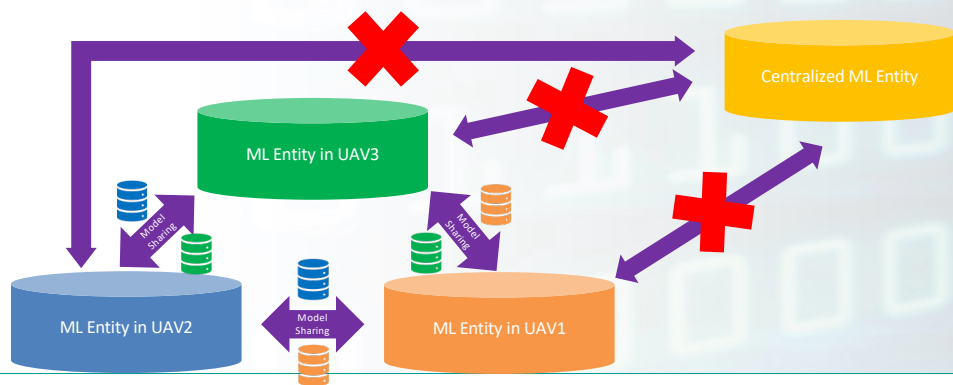 Centralized ML Entity
ML Entity in UAV3
Model
Sharing
Model
Sharing
ML Entity in UAV2
Model
Sharing
ML Entity in UAV1